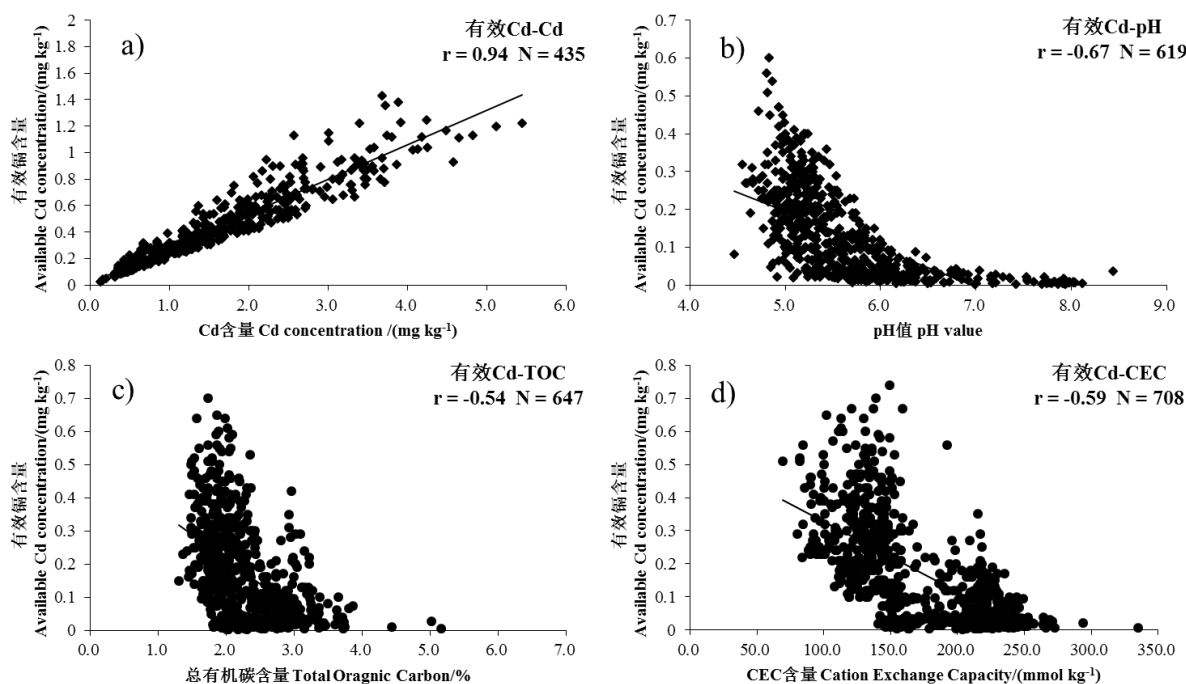 a)
有效Cd-Cd
r = 0.94 N = 435
2
1.8
1.6
1.4
1.2
1
0.8
0.6
0.4
0.2
0
0.0 1.0 2.0 3.0 4.0 5.0 6.0
有效镉含量
Available Cd concentration/(mg kg-1)
Cd含量 Cd concentration /(mg kg-1)
b)
有效Cd-pH
r = -0.67 N = 619
0.7
0.6
0.5
0.4
0.3
0.2
0.1
0
4.0 5.0 6.0 7.0 8.0 9.0
有效镉含量
Available Cd concentration/(mg kg-1)
pH值 pH value
c)
有效Cd-TOC
r = -0.54 N = 647
0.8
0.7
0.6
0.5
0.4
0.3
0.2
0.1
0
0.0 1.0 2.0 3.0 4.0 5.0 6.0 7.0
有效镉含量
Available Cd concentration/(mg kg-1)
总有机碳含量 Total Oragnic Carbon/%
d)
有效Cd-CEC
r = -0.59 N = 708
0.8
0.7
0.6
0.5
0.4
0.3
0.2
0.1
0
50.0 100.0 150.0 200.0 250.0 300.0 350.0
有效镉含量
Available Cd concentration/(mg kg-1)
CEC含量 Cation Exchange Capacity/(mmol kg-1)